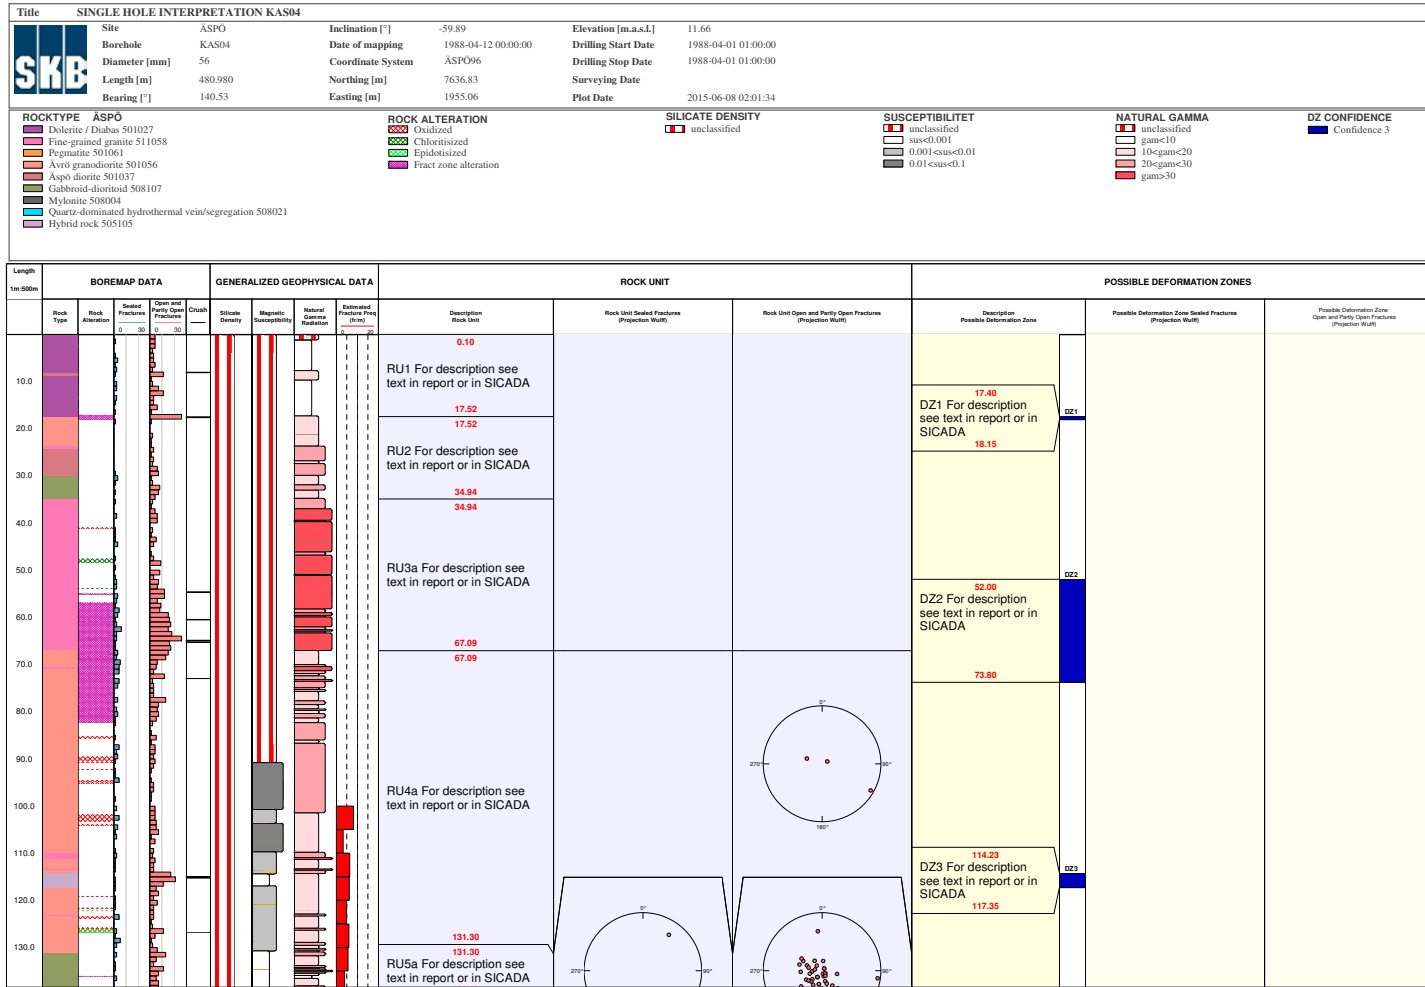 Title SINGLE HOLE INTERPRETATION KAS04
SKB
Site ÄSPÖ
Borehole KAS04
Diameter [mm] 56
Length [m] 480.980
Bearing [°] 140.53
Inclination [°] -59.89
Date of mapping 1988-04-12 00:00:00
Coordinate System ÄSPÖ96
Northing [m] 7636.83
Easting [m] 1955.06
Elevation [m.a.s.l.] 11.66
Drilling Start Date 1988-04-01 01:00:00
Drilling Stop Date 1988-04-01 01:00:00
Surveying Date
Plot Date 2015-06-08 02:01:34
ROCKTYPE ÄSPÖ
Dolerite / Diabas 501027
Fine-grained granite 511058
Pegmatite 501061
Ävrö granodiorite 501056
Äspö diorite 501037
Gabbroid-dioritoid 508107
Mylonite 508004
Quartz-dominated hydrothermal vein/segregation 508021
Hybrid rock 505105
ROCK ALTERATION
Oxidized
Chloritisized
Epidotisized
Fract zone alteration
SILICATE DENSITY
unclassified
SUSCEPTIBILITET
unclassified
sus<0.001
0.001<sus<0.01
0.01<sus<0.1
NATURAL GAMMA
unclassified
gam<10
10<gam<20
20<gam<30
gam>30
DZ CONFIDENCE
Confidence 3
Length
1m:500m
BOREMAP DATA
GENERALIZED GEOPHYSICAL DATA
ROCK UNIT
POSSIBLE DEFORMATION ZONES
Rock
Type
Rock
Alteration
Sealed
Fractures
0 30
Open and
Partly Open
Fractures
0 30
Crush
Silicate
Density
Magnetic
Susceptibility
Natural
Gamma
Radiation
Estimated
Fracture Freq
(fr/m)
0 20
Description
Rock Unit
Rock Unit Sealed Fractures
(Projection Wulff)
Rock Unit Open and Partly Open Fractures
(Projection Wulff)
Description
Possible Deformation Zone
Possible Deformation Zone Sealed Fractures
(Projection Wulff)
Possible Deformation Zone
Open and Partly Open Fractures
(Projection Wulff)
10.0
20.0
30.0
40.0
50.0
60.0
70.0
80.0
90.0
100.0
110.0
120.0
130.0
0.10
RU1 For description see
text in report or in SICADA
17.52
17.52
RU2 For description see
text in report or in SICADA
34.94
34.94
RU3a For description see
text in report or in SICADA
67.09
67.09
RU4a For description see
text in report or in SICADA
131.30
131.30
RU5a For description see
text in report or in SICADA
0°
270°
90°
0°
270° 90°
180°
0°
270°
90°
17.40
DZ1 For description
see text in report or in
SICADA
18.15
DZ1
52.00
DZ2 For description
see text in report or in
SICADA
73.80
DZ2
114.23
DZ3 For description
see text in report or in
SICADA
117.35
DZ3